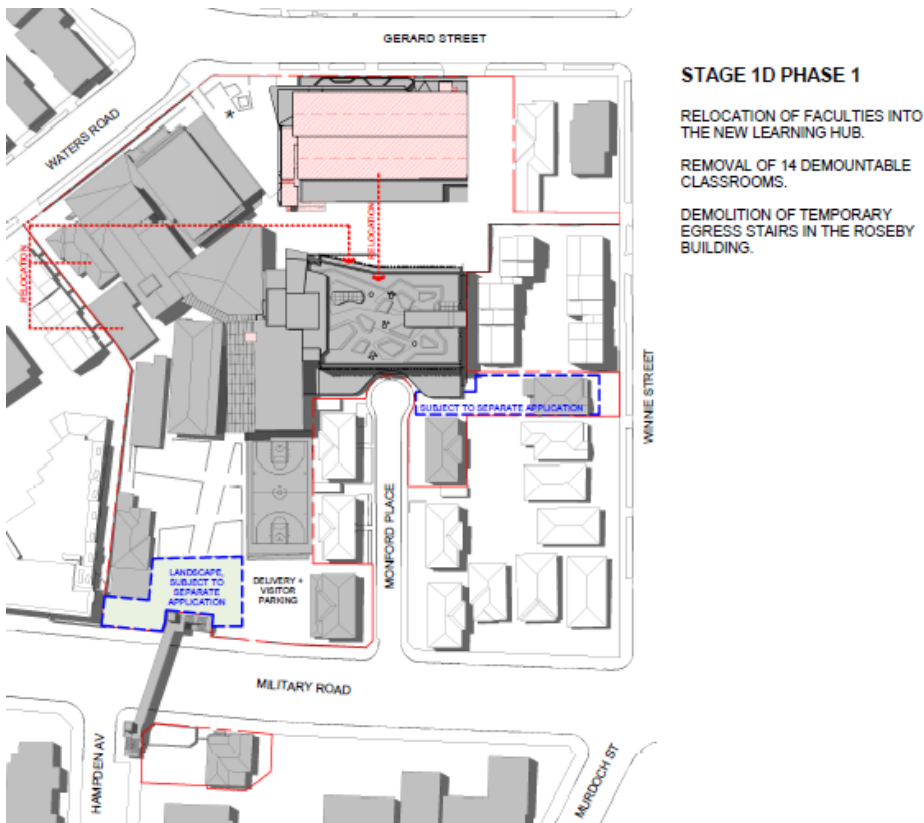 GERARD STREET
STAGE 1D PHASE 1
RELOCATION OF FACULTIES INTO
THE NEW LEARNING HUB.
REMOVAL OF 14 DEMOUNTABLE
CLASSROOMS.
DEMOLITION OF TEMPORARY
EGRESS STAIRS IN THE ROSEBY
BUILDING.
WATERS ROAD
RELOCATION
RELOCATION
SUBJECT TO SEPARATE APPLICATION
WINNIE STREET
MONFORD PLACE
LANDSCAPE,
SUBJECT TO
SEPARATE
APPLICATION
DELIVERY +
VISITOR
PARKING
MILITARY ROAD
HAMPDEN AV
MURDOCH ST